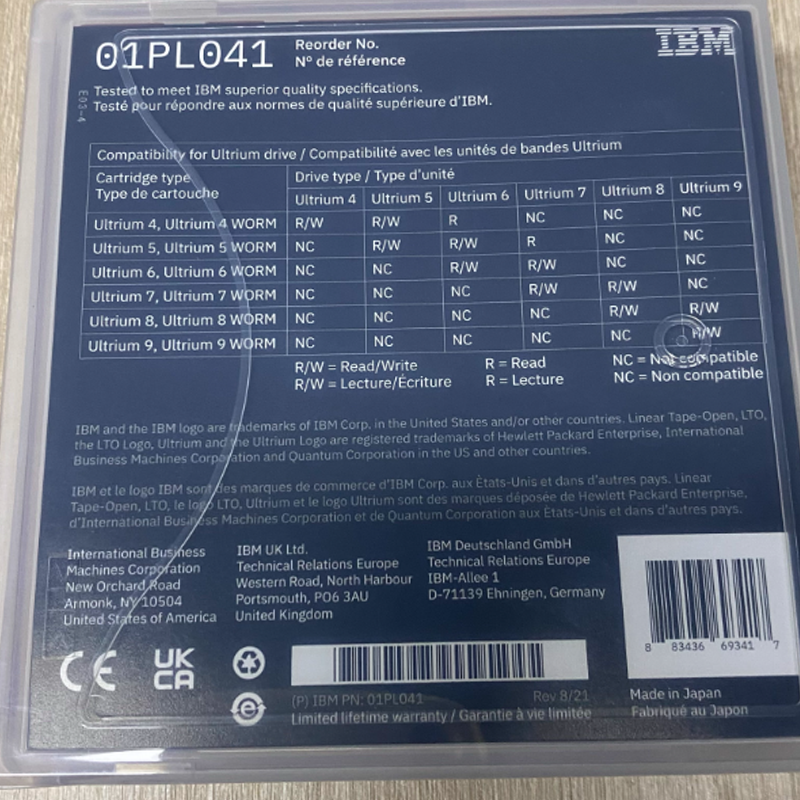 01PL041 Reorder No.
Nº de référence
IBM
Tested to meet IBM superior quality specifications.
Testé pour répondre aux normes de qualité supérieure d'IBM.
E03-4
Compatibility for Ultrium drive / Compatibilité avec les unités de bandes Ultrium
Cartridge type
Type de cartouche
Drive type / Type d'unité
Ultrium 4 Ultrium 5 Ultrium 6 Ultrium 7 Ultrium 8 Ultrium 9
Ultrium 4, Ultrium 4 WORM R/W R/W R NC NC NC
Ultrium 5, Ultrium 5 WORM NC R/W R/W R NC NC
Ultrium 6, Ultrium 6 WORM NC NC R/W R/W NC NC
Ultrium 7, Ultrium 7 WORM NC NC NC R/W R/W NC
Ultrium 8, Ultrium 8 WORM NC NC NC NC R/W R/W
Ultrium 9, Ultrium 9 WORM NC NC NC NC NC R/W
R/W = Read/Write R = Read NC = Not compatible
R/W = Lecture/Écriture R = Lecture NC = Non compatible
IBM and the IBM logo are trademarks of IBM Corp. in the United States and/or other countries. Linear Tape-Open, LTO,
the LTO Logo, Ultrium and the Ultrium Logo are registered trademarks of Hewlett Packard Enterprise, International
Business Machines Corporation and Quantum Corporation in the US and other countries.
IBM et le logo IBM sont des marques de commerce d'IBM Corp. aux États-Unis et dans d'autres pays. Linear
Tape-Open, LTO, le logo LTO, Ultrium et le logo Ultrium sont des marques déposée de Hewlett Packard Enterprise,
d'International Business Machines Corporation et de Quantum Corporation aux États-Unis et dans d'autres pays.
International Business
Machines Corporation
New Orchard Road
Armonk, NY 10504
United States of America
IBM UK Ltd.
Technical Relations Europe
Western Road, North Harbour
Portsmouth, PO6 3AU
United Kingdom
IBM Deutschland GmbH
Technical Relations Europe
IBM-Allee 1
D-71139 Ehningen, Germany
8 83436 69341 7
CE
UK
CA
(P) IBM PN: 01PL041 Rev 8/21
Limited lifetime warranty / Garantie à vie limitée
Made in Japan
Fabriqué au Japon